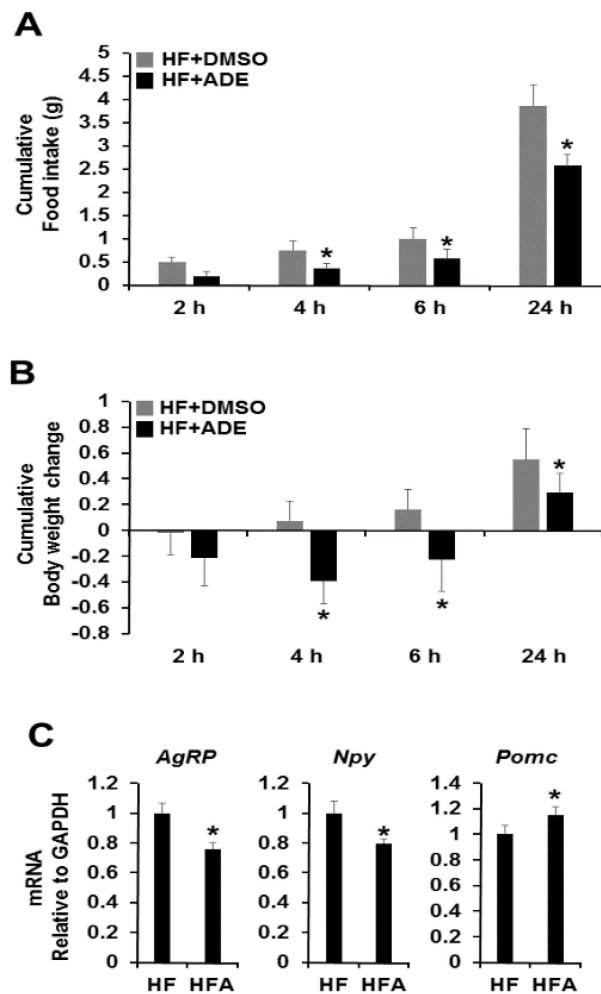 A
HF+DMSO
HF+ADE
Cumulative
Food intake (g)
5
4.5
4
3.5
3
2.5
2
1.5
1
0.5
0
*
*
*
2 h 4 h 6 h 24 h
B
HF+DMSO
HF+ADE
Cumulative
Body weight change
1
0.8
0.6
0.4
0.2
0
-0.2
-0.4
-0.6
-0.8
*
*
*
2 h 4 h 6 h 24 h
C
mRNA
Relative to GAPDH
AgRP
1.2
1
0.8
0.6
0.4
0.2
0
*
HF HFA
Npy
1.2
1
0.8
0.6
0.4
0.2
0
*
HF HFA
Pomc
1.4
1.2
1
0.8
0.6
0.4
0.2
0
*
HF HFA